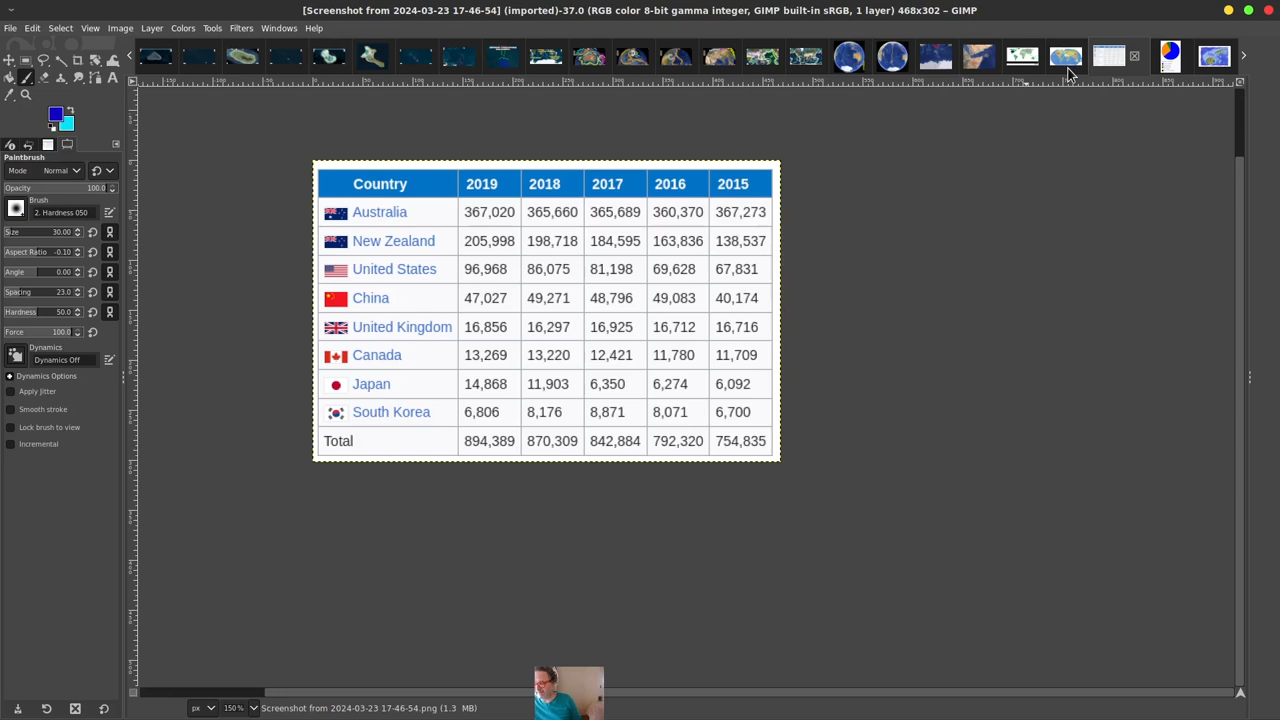 [Screenshot from 2024-03-23 17-46-54] (imported)-37.0 (RGB color 8-bit gamma integer, GIMP built-in sRGB, 1 layer) 468x302 – GIMP
File Edit Select View Image Layer Colors Tools Filters Windows Help
Paintbrush
Mode Normal
Opacity 100.0
Brush
2. Hardness 050
Size 30.00
Aspect Ratio -0.10
Angle 0.00
Spacing 23.0
Hardness 50.0
Force 100.0
Dynamics
Dynamics Off
Dynamics Options
Apply Jitter
Smooth stroke
Lock brush to view
Incremental
Country 2019 2018 2017 2016 2015
Australia 367,020 365,660 365,689 360,370 367,273
New Zealand 205,998 198,718 184,595 163,836 138,537
United States 96,968 86,075 81,198 69,628 67,831
China 47,027 49,271 48,796 49,083 40,174
United Kingdom 16,856 16,297 16,925 16,712 16,716
Canada 13,269 13,220 12,421 11,780 11,709
Japan 14,868 11,903 6,350 6,274 6,092
South Korea 6,806 8,176 8,871 8,071 6,700
Total 894,389 870,309 842,884 792,320 754,835
px 150% Screenshot from 2024-03-23 17-46-54.png (1.3 MB)